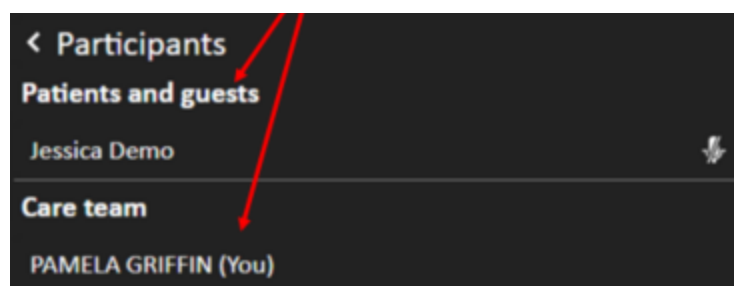 < Participants
Patients and guests
Jessica Demo
Care team
PAMELA GRIFFIN (You)